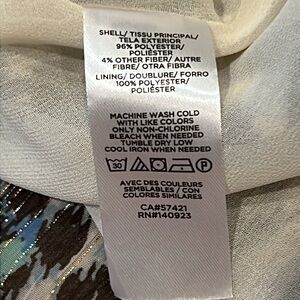 SHELL/ TISSU PRINCIPAL/
TELA EXTERIOR
96% POLYESTER/
POLIÉSTER
4% OTHER FIBER/ AUTRE
FIBRE/ OTRA FIBRA
LINING/ DOUBLURE/ FORRO
100% POLYESTER/
POLIÉSTER
MACHINE WASH COLD
WITH LIKE COLORS
ONLY NON-CHLORINE
BLEACH WHEN NEEDED
TUMBLE DRY LOW
COOL IRON WHEN NEEDED
30 P
AVEC DES COULEURS
SEMBLABLES / CON
COLORES SIMILARES
CA#57421
RN#140923